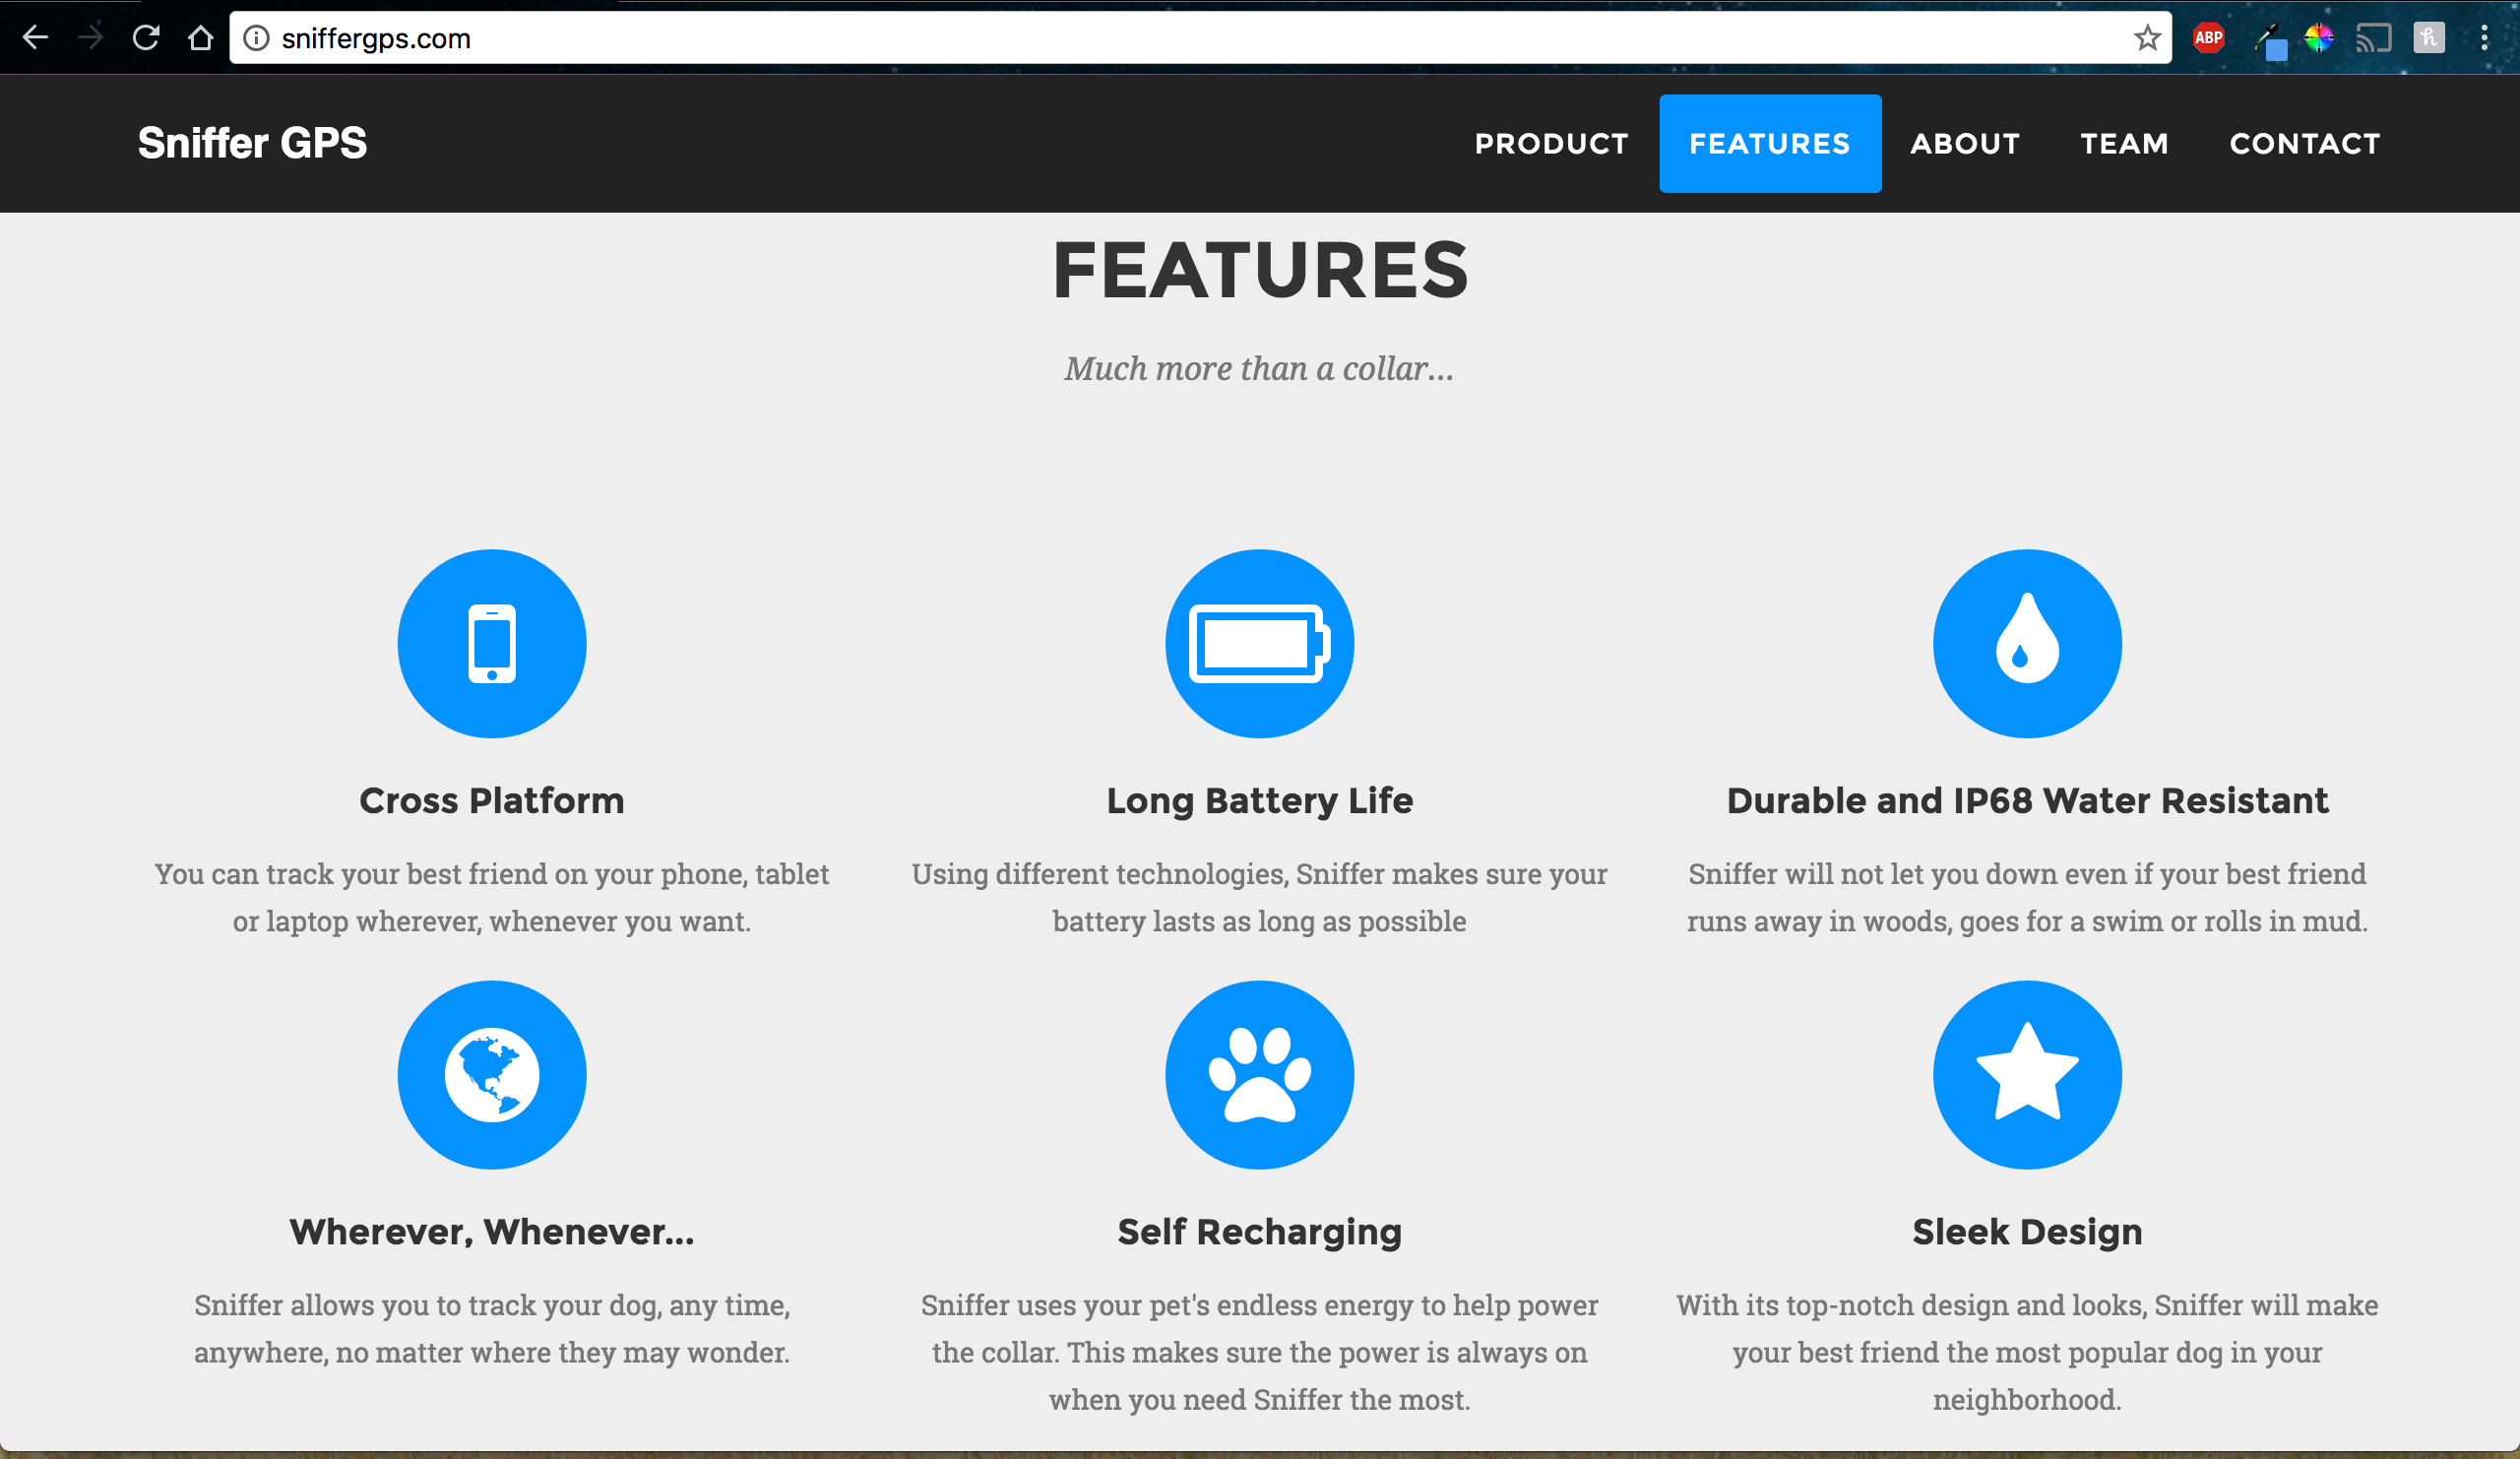 sniffergps.com
ABP
Sniffer GPS
PRODUCT
FEATURES
ABOUT
TEAM
CONTACT
FEATURES
Much more than a collar...
Cross Platform
You can track your best friend on your phone, tablet
or laptop wherever, whenever you want.
Long Battery Life
Using different technologies, Sniffer makes sure your
battery lasts as long as possible
Durable and IP68 Water Resistant
Sniffer will not let you down even if your best friend
runs away in woods, goes for a swim or rolls in mud.
Wherever, Whenever...
Sniffer allows you to track your dog, any time,
anywhere, no matter where they may wonder.
Self Recharging
Sniffer uses your pet's endless energy to help power
the collar. This makes sure the power is always on
when you need Sniffer the most.
Sleek Design
With its top-notch design and looks, Sniffer will make
your best friend the most popular dog in your
neighborhood.